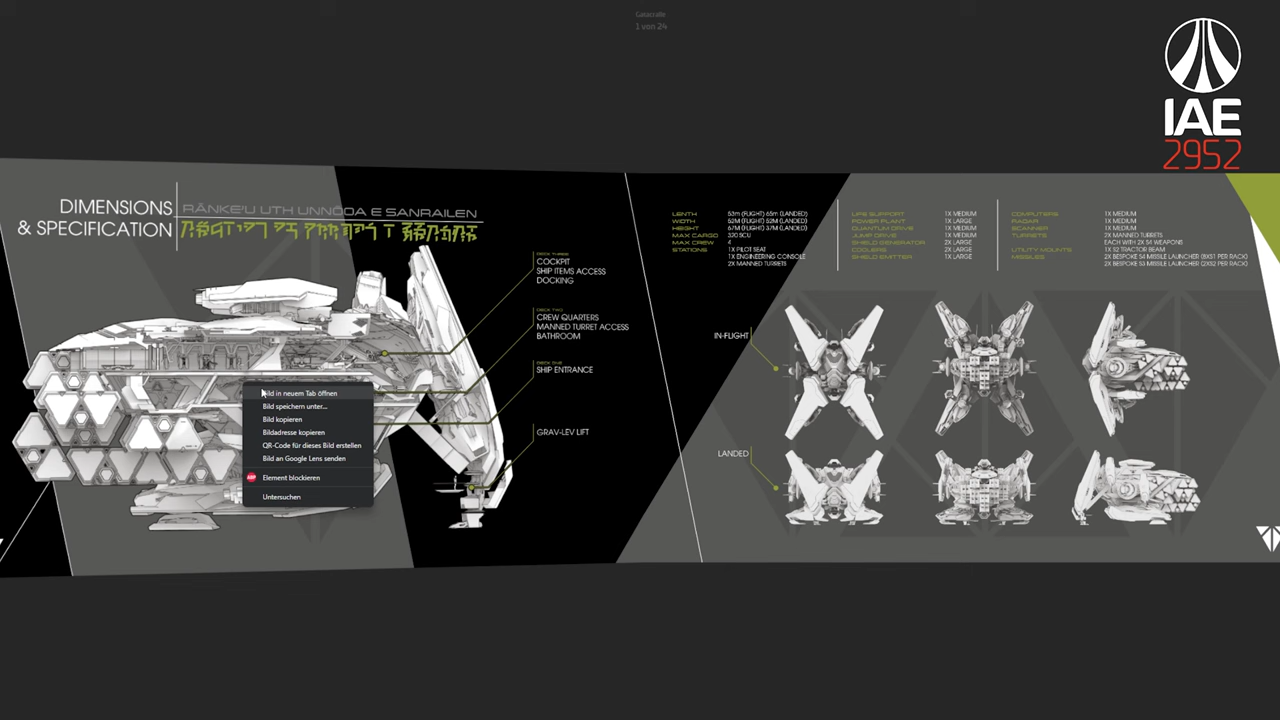 1 von 24
IAE
2952
DIMENSIONS
& SPECIFICATION
RĀNKE'U UTH UNNŌDA E SANRAILEN
LENTH 53m (FLIGHT) 65m (LANDED)
WIDTH 52M (FLIGHT) 52M (LANDED)
HEIGHT 67M (FLIGHT) 37M (LANDED)
MAX CARGO 320 SCU
MAX CREW 4
STATIONS 1X PILOT SEAT
1X ENGINEERING CONSOLE
2X MANNED TURRETS
LIFE SUPPORT 1X MEDIUM
POWER PLANT 1X LARGE
QUANTUM DRIVE 1X MEDIUM
JUMP DRIVE 1X MEDIUM
SHIELD GENERATOR 2X LARGE
COOLERS 2X LARGE
SHIELD EMITTER 1X LARGE
COMPUTERS 1X MEDIUM
RADAR 1X MEDIUM
SCANNER 1X MEDIUM
TURRETS 2X MANNED TURRETS
EACH WITH 2X S4 WEAPONS
UTILITY MOUNTS 1X S2 TRACTOR BEAM
MISSILES 2X BESPOKE S4 MISSILE LAUNCHER (8XS1 PER RACK)
2X BESPOKE S3 MISSILE LAUNCHER (2XS2 PER RACK)
DECK THREE
COCKPIT
SHIP ITEMS ACCESS
DOCKING
DECK TWO
CREW QUARTERS
MANNED TURRET ACCESS
BATHROOM
DECK ONE
SHIP ENTRANCE
GRAV-LEV LIFT
IN-FLIGHT
LANDED
Bild in neuem Tab öffnen
Bild speichern unter...
Bild kopieren
Bildadresse kopieren
QR-Code für dieses Bild erstellen
Bild an Google Lens senden
ABP Element blockieren
Untersuchen